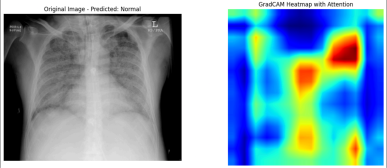 Original Image - Predicted: Normal
GradCAM Heatmap with Attention
L